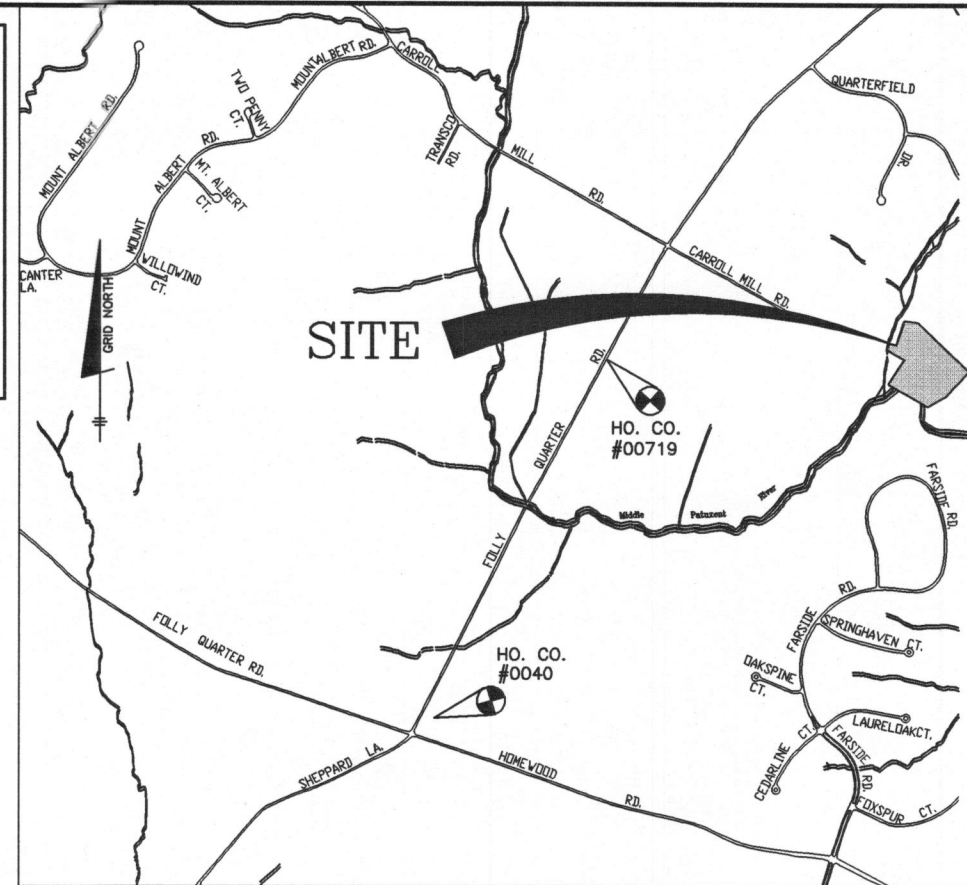 MOUNT ALBERT RD.
TWO PENNY
CT.
MOUNTALBERT RD.
CARROLL
MILL
RD.
TRANSCO
RD.
QUARTERFIELD
DR.
MOUNT
ALBERT
RD.
MT. ALBERT
CT.
WILLOWIND
CT.
CANTER
LA.
GRID NORTH
CARROLL MILL RD.
SITE
HO. CO.
#00719
FOLLY
QUARTER
RD.
Middle
Patuxent
River
FOLLY QUARTER RD.
HO. CO.
#0040
SHEPPARD LA.
HOMEWOOD
RD.
FARSIDE RD.
FARSIDE
RD.
SPRINGHAVEN CT.
OAKSPINE
CT.
LAURELOAKCT.
CEDARLINE
CT.
FARSIDE
RD.
FOXSPUR
CT.